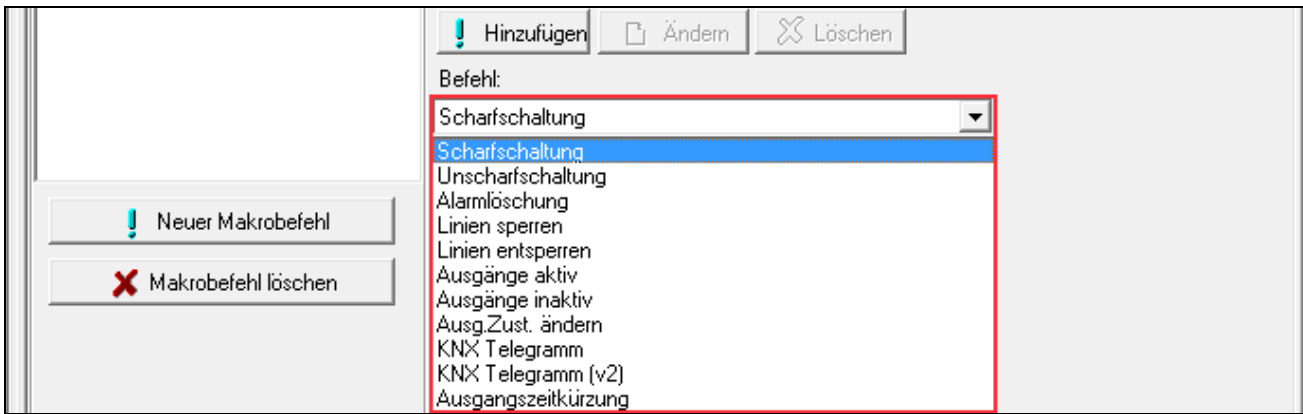 Hinzufügen Ändern Löschen
Befehl:
Scharfschaltung
Scharfschaltung
Unscharfschaltung
Alarmlöschung
Linien sperren
Linien entsperren
Ausgänge aktiv
Ausgänge inaktiv
Ausg.Zust. ändern
KNX Telegramm
KNX Telegramm (v2)
Ausgangszeitkürzung
Neuer Makrobefehl
Makrobefehl löschen